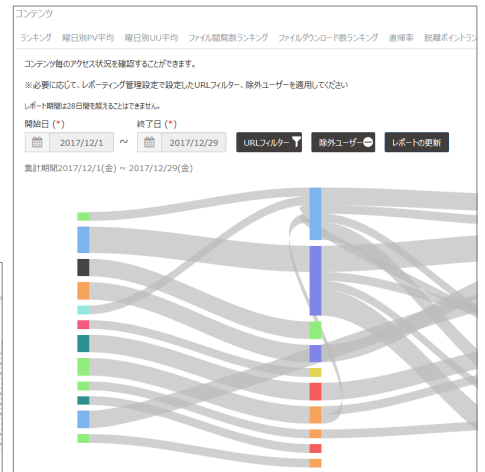 コンテンツ
ランキング 曜日別PV平均 曜日別UU平均 ファイル閲覧数ランキング ファイルダウンロード数ランキング 直帰率 脱離ポイントラン
コンテンツ毎のアクセス状況を確認することができます。
※必要に応じて、レポーティング管理設定で設定したURLフィルター、除外ユーザーを適用してください
レポート期間は28日間を超えることはできません。
開始日 (*) 終了日 (*)
2017/12/1 ~ 2017/12/29 URLフィルター 除外ユーザー レポートの更新
集計期間2017/12/1(金) ~ 2017/12/29(金)